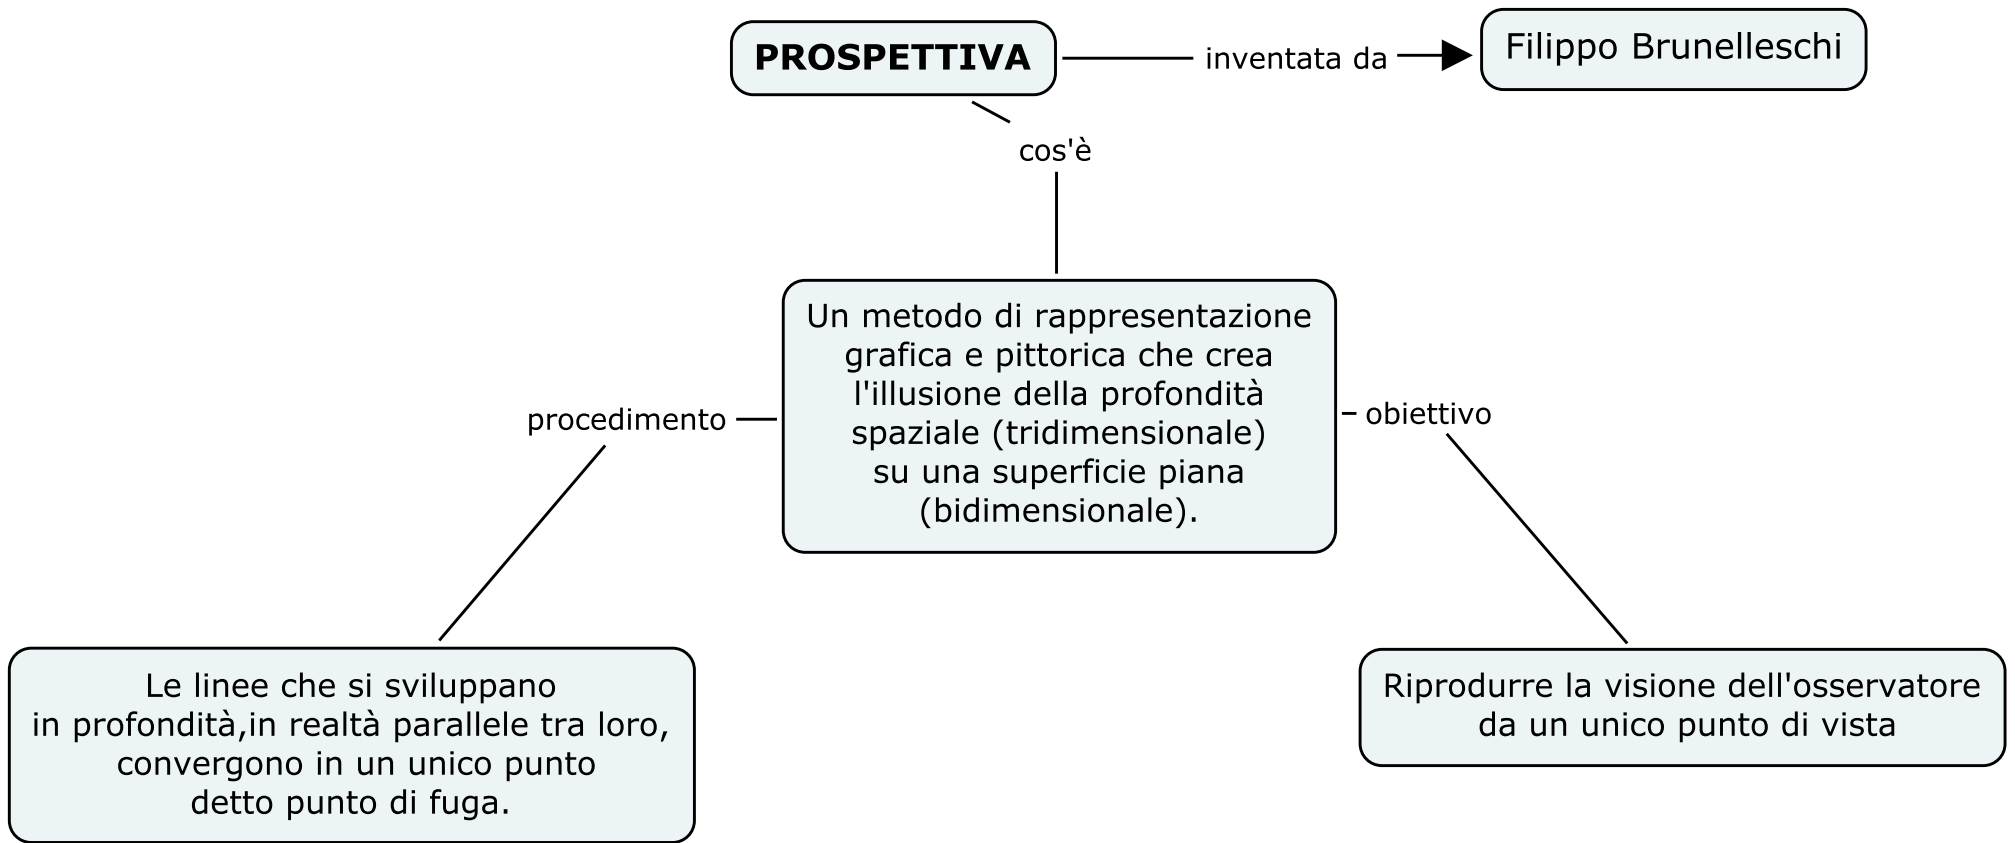 PROSPETTIVA
inventata da
Filippo Brunelleschi
cos'è
Un metodo di rappresentazione
grafica e pittorica che crea
l'illusione della profondità
spaziale (tridimensionale)
su una superficie piana
(bidimensionale).
procedimento
obiettivo
Le linee che si sviluppano
in profondità,in realtà parallele tra loro,
convergono in un unico punto
detto punto di fuga.
Riprodurre la visione dell'osservatore
da un unico punto di vista